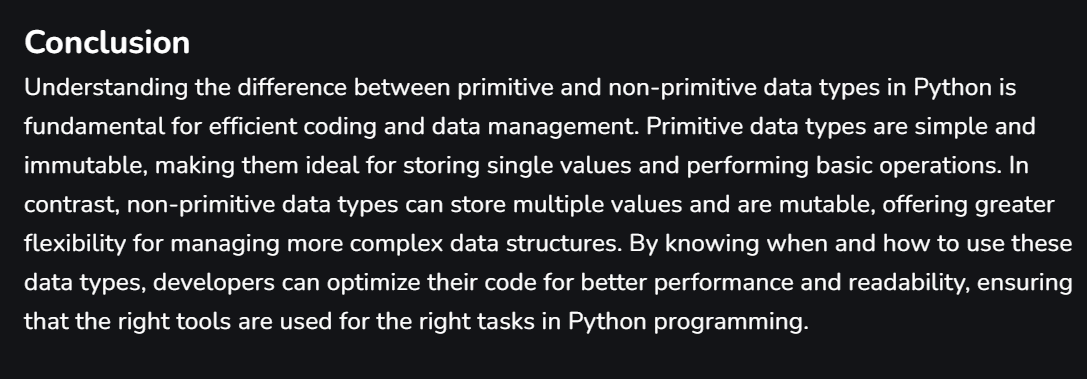 Conclusion
Understanding the difference between primitive and non-primitive data types in Python is
fundamental for efficient coding and data management. Primitive data types are simple and
immutable, making them ideal for storing single values and performing basic operations. In
contrast, non-primitive data types can store multiple values and are mutable, offering greater
flexibility for managing more complex data structures. By knowing when and how to use these
data types, developers can optimize their code for better performance and readability, ensuring
that the right tools are used for the right tasks in Python programming.